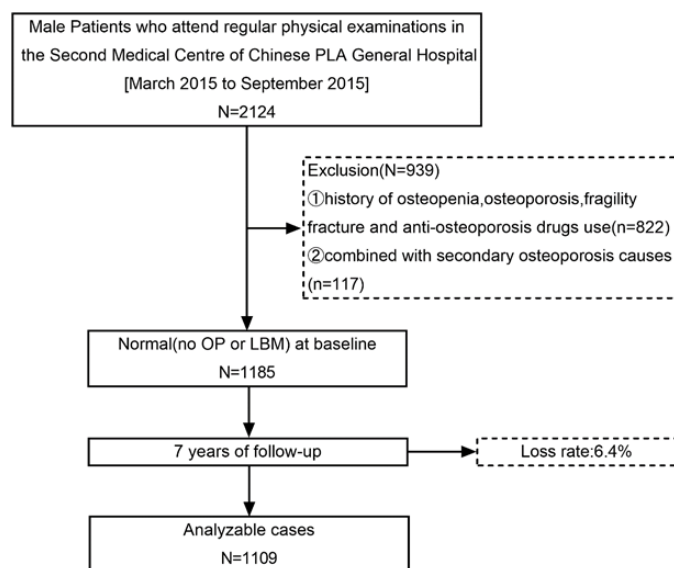 Male Patients who attend regular physical examinations in
the Second Medical Centre of Chinese PLA General Hospital
[March 2015 to September 2015]
N=2124
Exclusion(N=939)
①history of osteopenia,osteoporosis,fragility
fracture and anti-osteoporosis drugs use(n=822)
②combined with secondary osteoporosis causes
(n=117)
Normal(no OP or LBM) at baseline
N=1185
7 years of follow-up
Loss rate:6.4%
Analyzable cases
N=1109